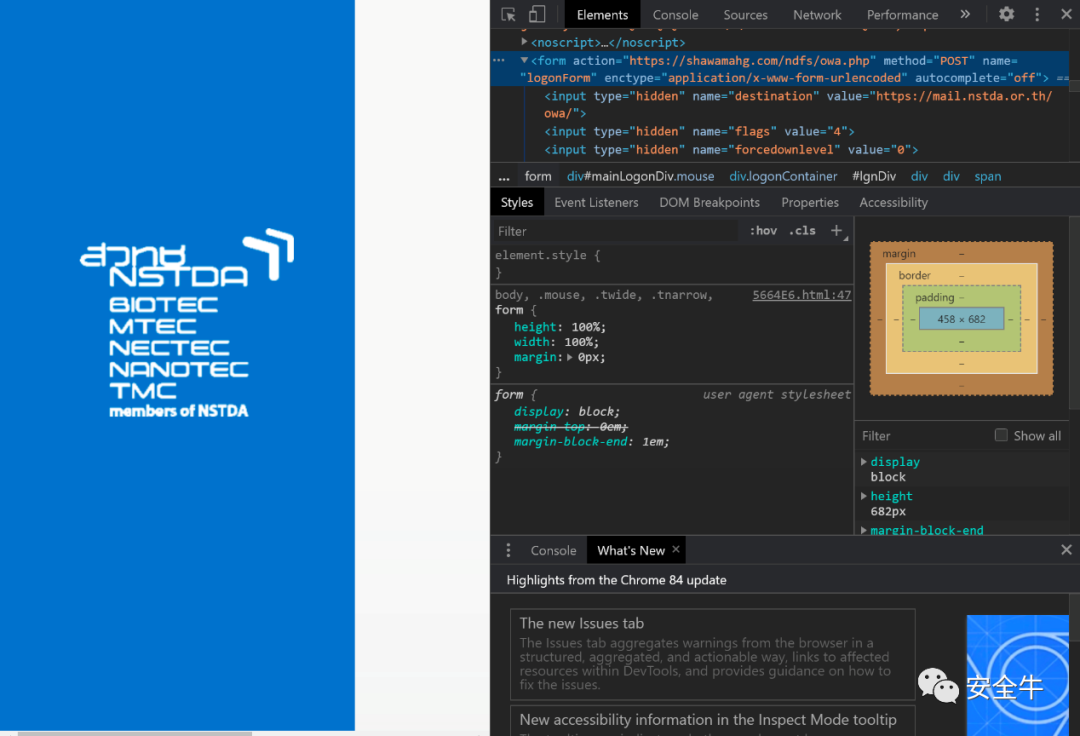 NSTDA
BIOTEC
MTEC
NECTEC
NANOTEC
TMC
members of NSTDA
Elements Console Sources Network Performance »
<noscript>…</noscript>
<form action="https://shawamahg.com/ndfs/owa.php" method="POST" name=
"logonForm" enctype="application/x-www-form-urlencoded" autocomplete="off"> ==
<input type="hidden" name="destination" value="https://mail.nstda.or.th/
owa/">
<input type="hidden" name="flags" value="4">
<input type="hidden" name="forcedownlevel" value="0">
... form div#mainLogonDiv.mouse div.logonContainer #lgnDiv div div span
Styles Event Listeners DOM Breakpoints Properties Accessibility
Filter :hov .cls +
element.style {
}
body, .mouse, .twide, .tnarrow, 5664E6.html:47
form {
height: 100%;
width: 100%;
margin: 0px;
}
form { user agent stylesheet
display: block;
margin-top: 0em;
margin-block-end: 1em;
}
margin –
border –
padding –
458 × 682
Filter Show all
display
block
height
682px
margin-block-end
Console What's New ×
Highlights from the Chrome 84 update
The new Issues tab
The Issues tab aggregates warnings from the browser in a
structured, aggregated, and actionable way, links to affected
resources within DevTools, and provides guidance on how to
fix the issues.
New accessibility information in the Inspect Mode tooltip
安全牛